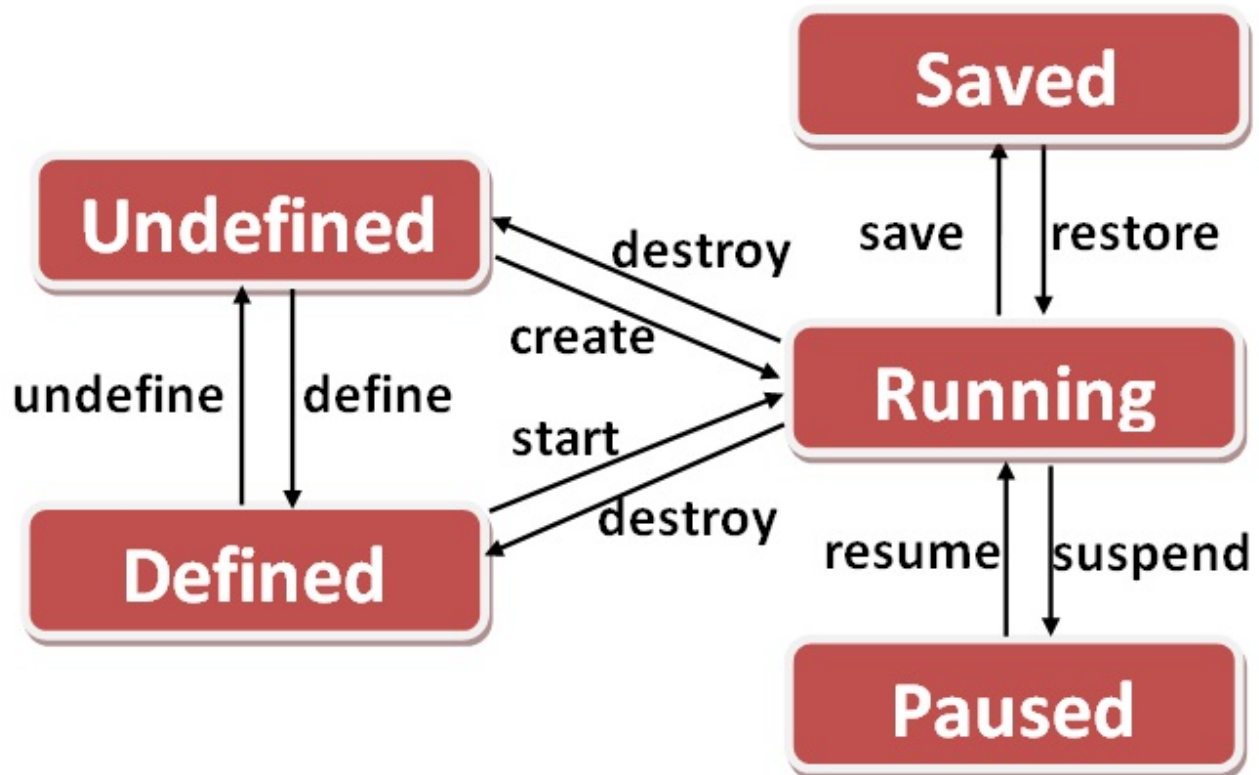 Saved
Undefined
save
restore
destroy
create
undefine
define
Running
start
destroy
resume
suspend
Defined
Paused